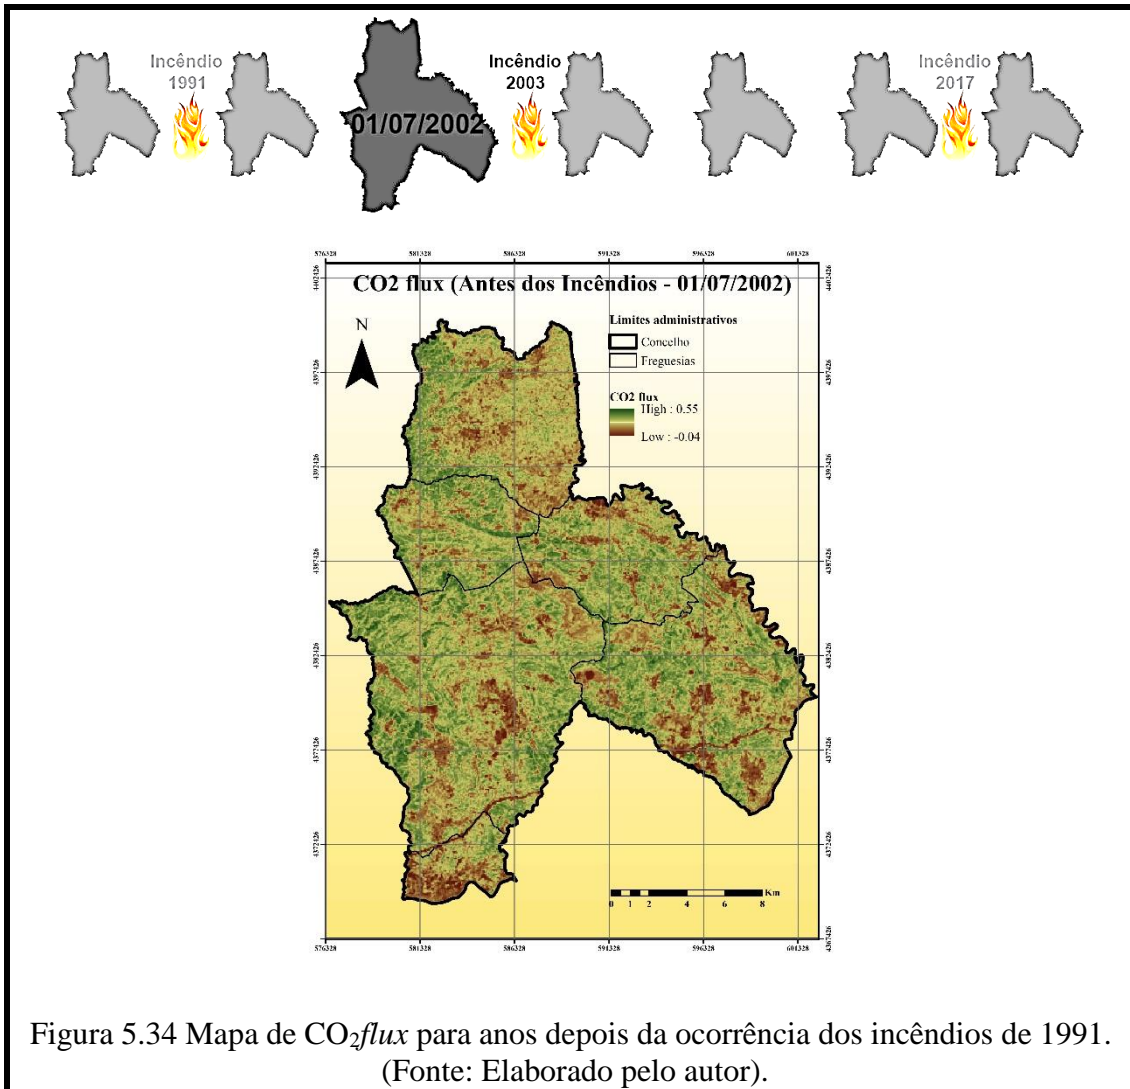 Incêndio
1991
01/07/2002
Incêndio
2003
Incêndio
2017
576328 581328 586328 591328 596328 601328
CO2 flux (Antes dos Incêndios - 01/07/2002)
N
Limites administrativos
Concelho
Freguesias
CO2 flux
High : 0.55
Low : -0.04
4402426 4402426
4397426 4397426
4392426 4392426
4387426 4387426
4382426 4382426
4377426 4377426
4372426 4372426
4367426
Km
0 1 2 4 6 8
576328 581328 586328 591328 596328 601328
Figura 5.34 Mapa de CO₂flux para anos depois da ocorrência dos incêndios de 1991.
(Fonte: Elaborado pelo autor).